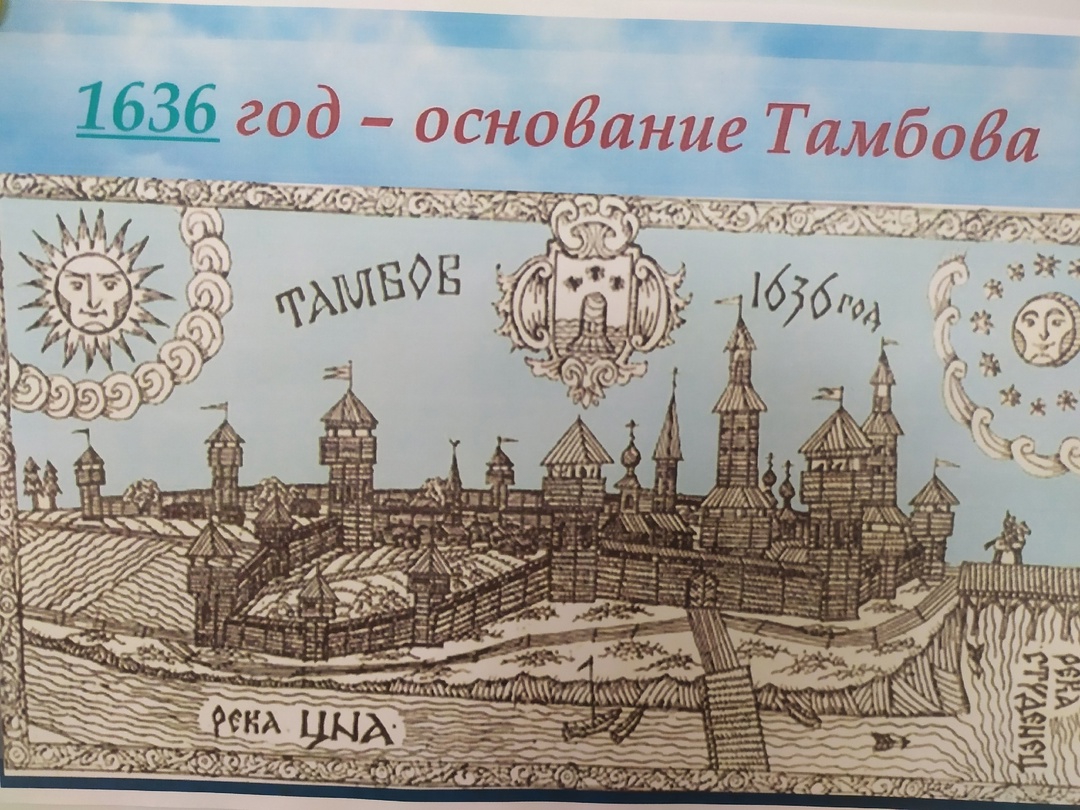 1636 год – основание Тамбова
ТАМБОВ
1636 год
река ЦНА.
РЕКА
СТУДЕНЕЦ